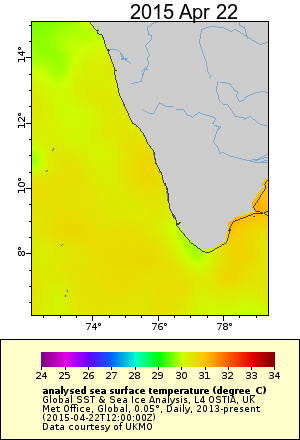 2015 Apr 22
14°
12°
10°
8°
74°
76°
78°
24 25 26 27 28 29 30 31 32 33 34
analysed sea surface temperature (degree_C)
Global SST & Sea Ice Analysis, L4 OSTIA, UK
Met Office, Global, 0.05°, Daily, 2013-present
(2015-04-22T12:00:00Z)
Data courtesy of UKMO